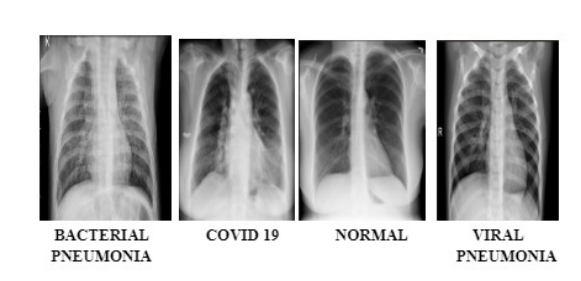 BACTERIAL PNEUMONIA
COVID 19
NORMAL
VIRAL PNEUMONIA